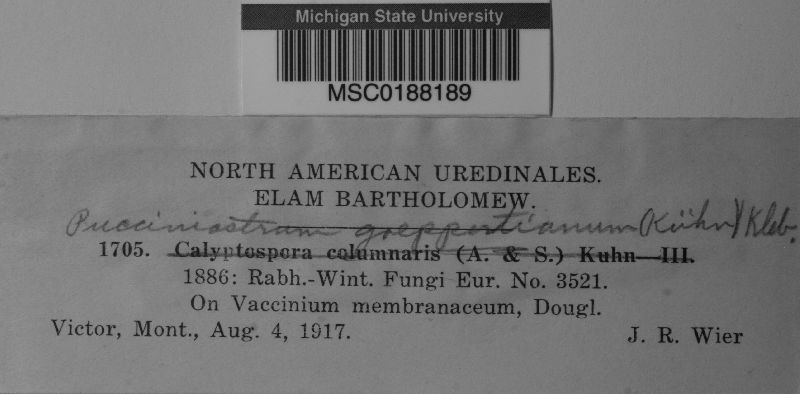 Michigan State University
MSC0188189
NORTH AMERICAN UREDINALES.
ELAM BARTHOLOMEW.
Pucciniastrum goeppertianum (Kühn) Kleb.
1705. Calyptospora columnaris (A. & S.) Kuhn—III.
1886: Rabh.-Wint. Fungi Eur. No. 3521.
On Vaccinium membranaceum, Dougl.
Victor, Mont., Aug. 4, 1917. J. R. Wier